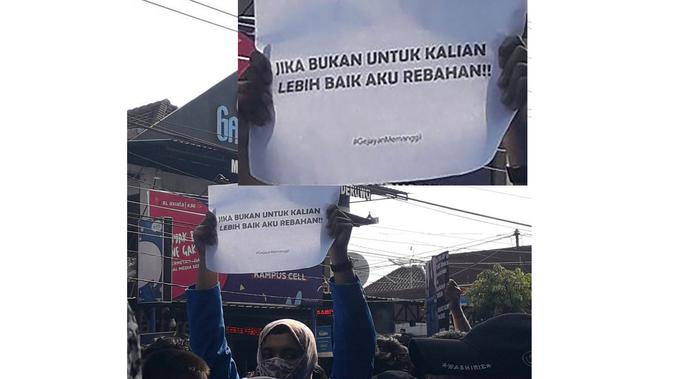 JIKA BUKAN UNTUK KALIAN
LEBIH BAIK AKU REBAHAN!!
#GejayanMemanggil
JIKA BUKAN UNTUK KALIAN
LEBIH BAIK AKU REBAHAN!!
#GejayanMemanggil
KAMPUS CELL